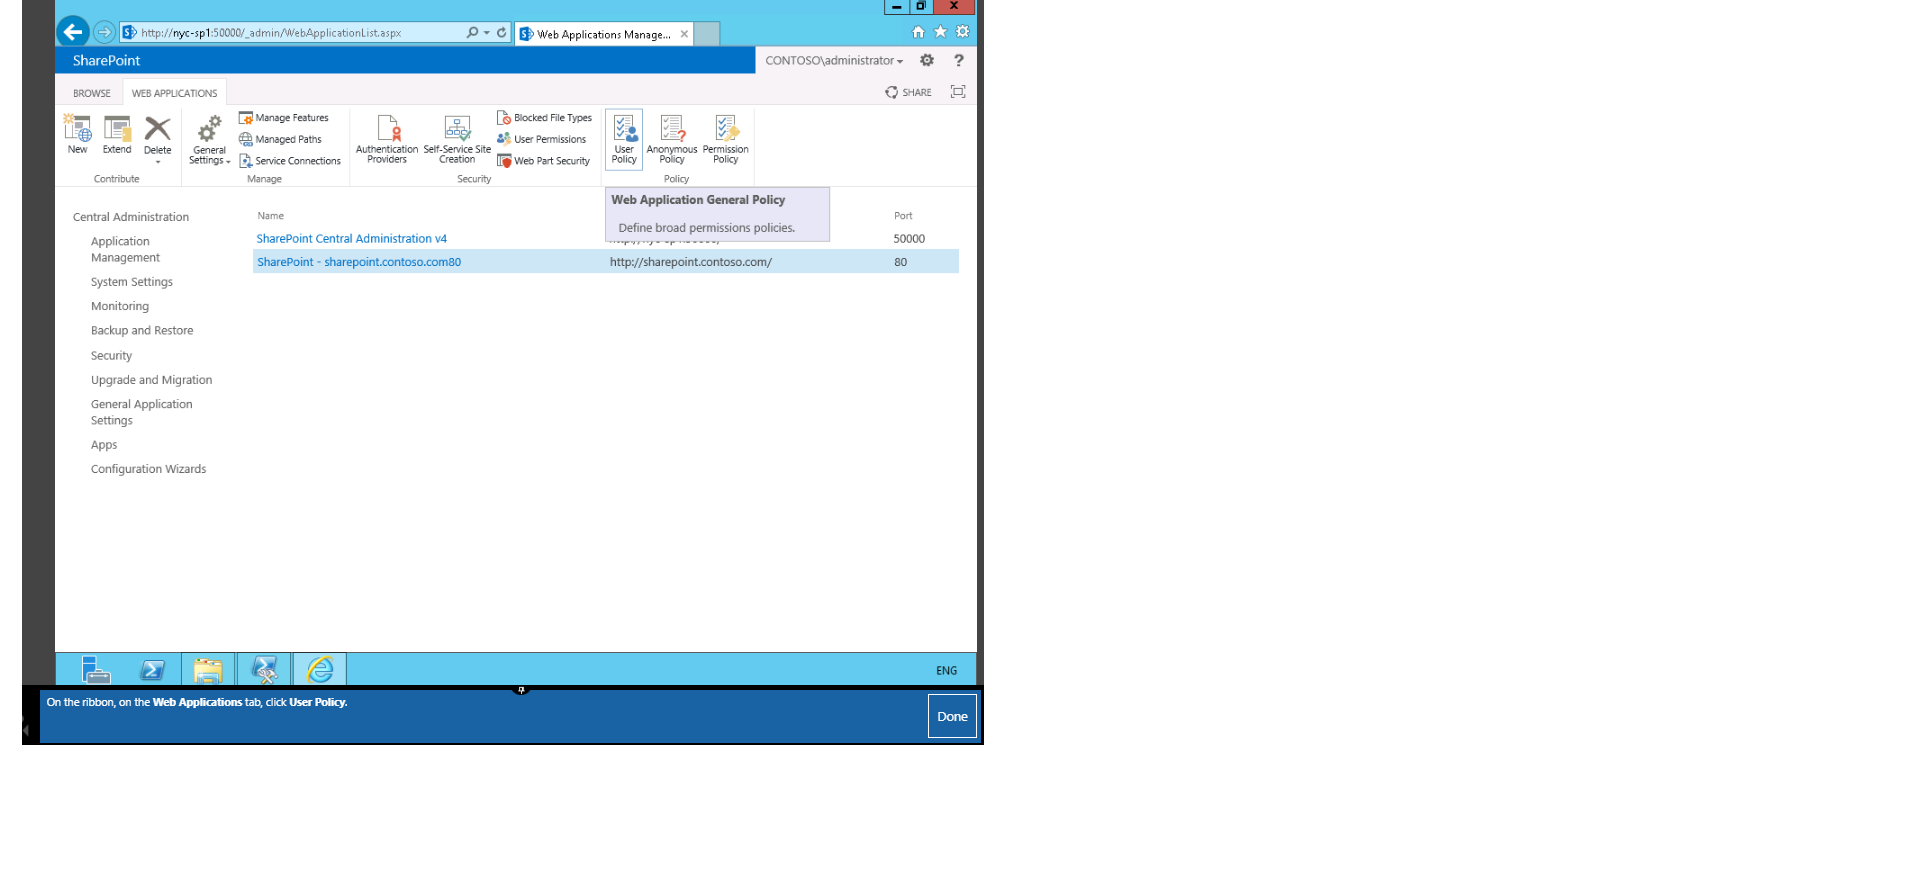 http://nyc-sp1:50000/_admin/WebApplicationList.aspx
Web Applications Manage...
SharePoint
CONTOSO\administrator
?
BROWSE
WEB APPLICATIONS
SHARE
New
Extend
Delete
Contribute
General Settings
Manage Features
Managed Paths
Service Connections
Manage
Authentication Providers
Self-Service Site Creation
Blocked File Types
User Permissions
Web Part Security
Security
User Policy
Anonymous Policy
Permission Policy
Policy
Web Application General Policy
Define broad permissions policies.
Central Administration
Application
Management
System Settings
Monitoring
Backup and Restore
Security
Upgrade and Migration
General Application
Settings
Apps
Configuration Wizards
Name
Port
SharePoint Central Administration v4
50000
SharePoint - sharepoint.contoso.com80
http://sharepoint.contoso.com/
80
ENG
On the ribbon, on the Web Applications tab, click User Policy.
Done